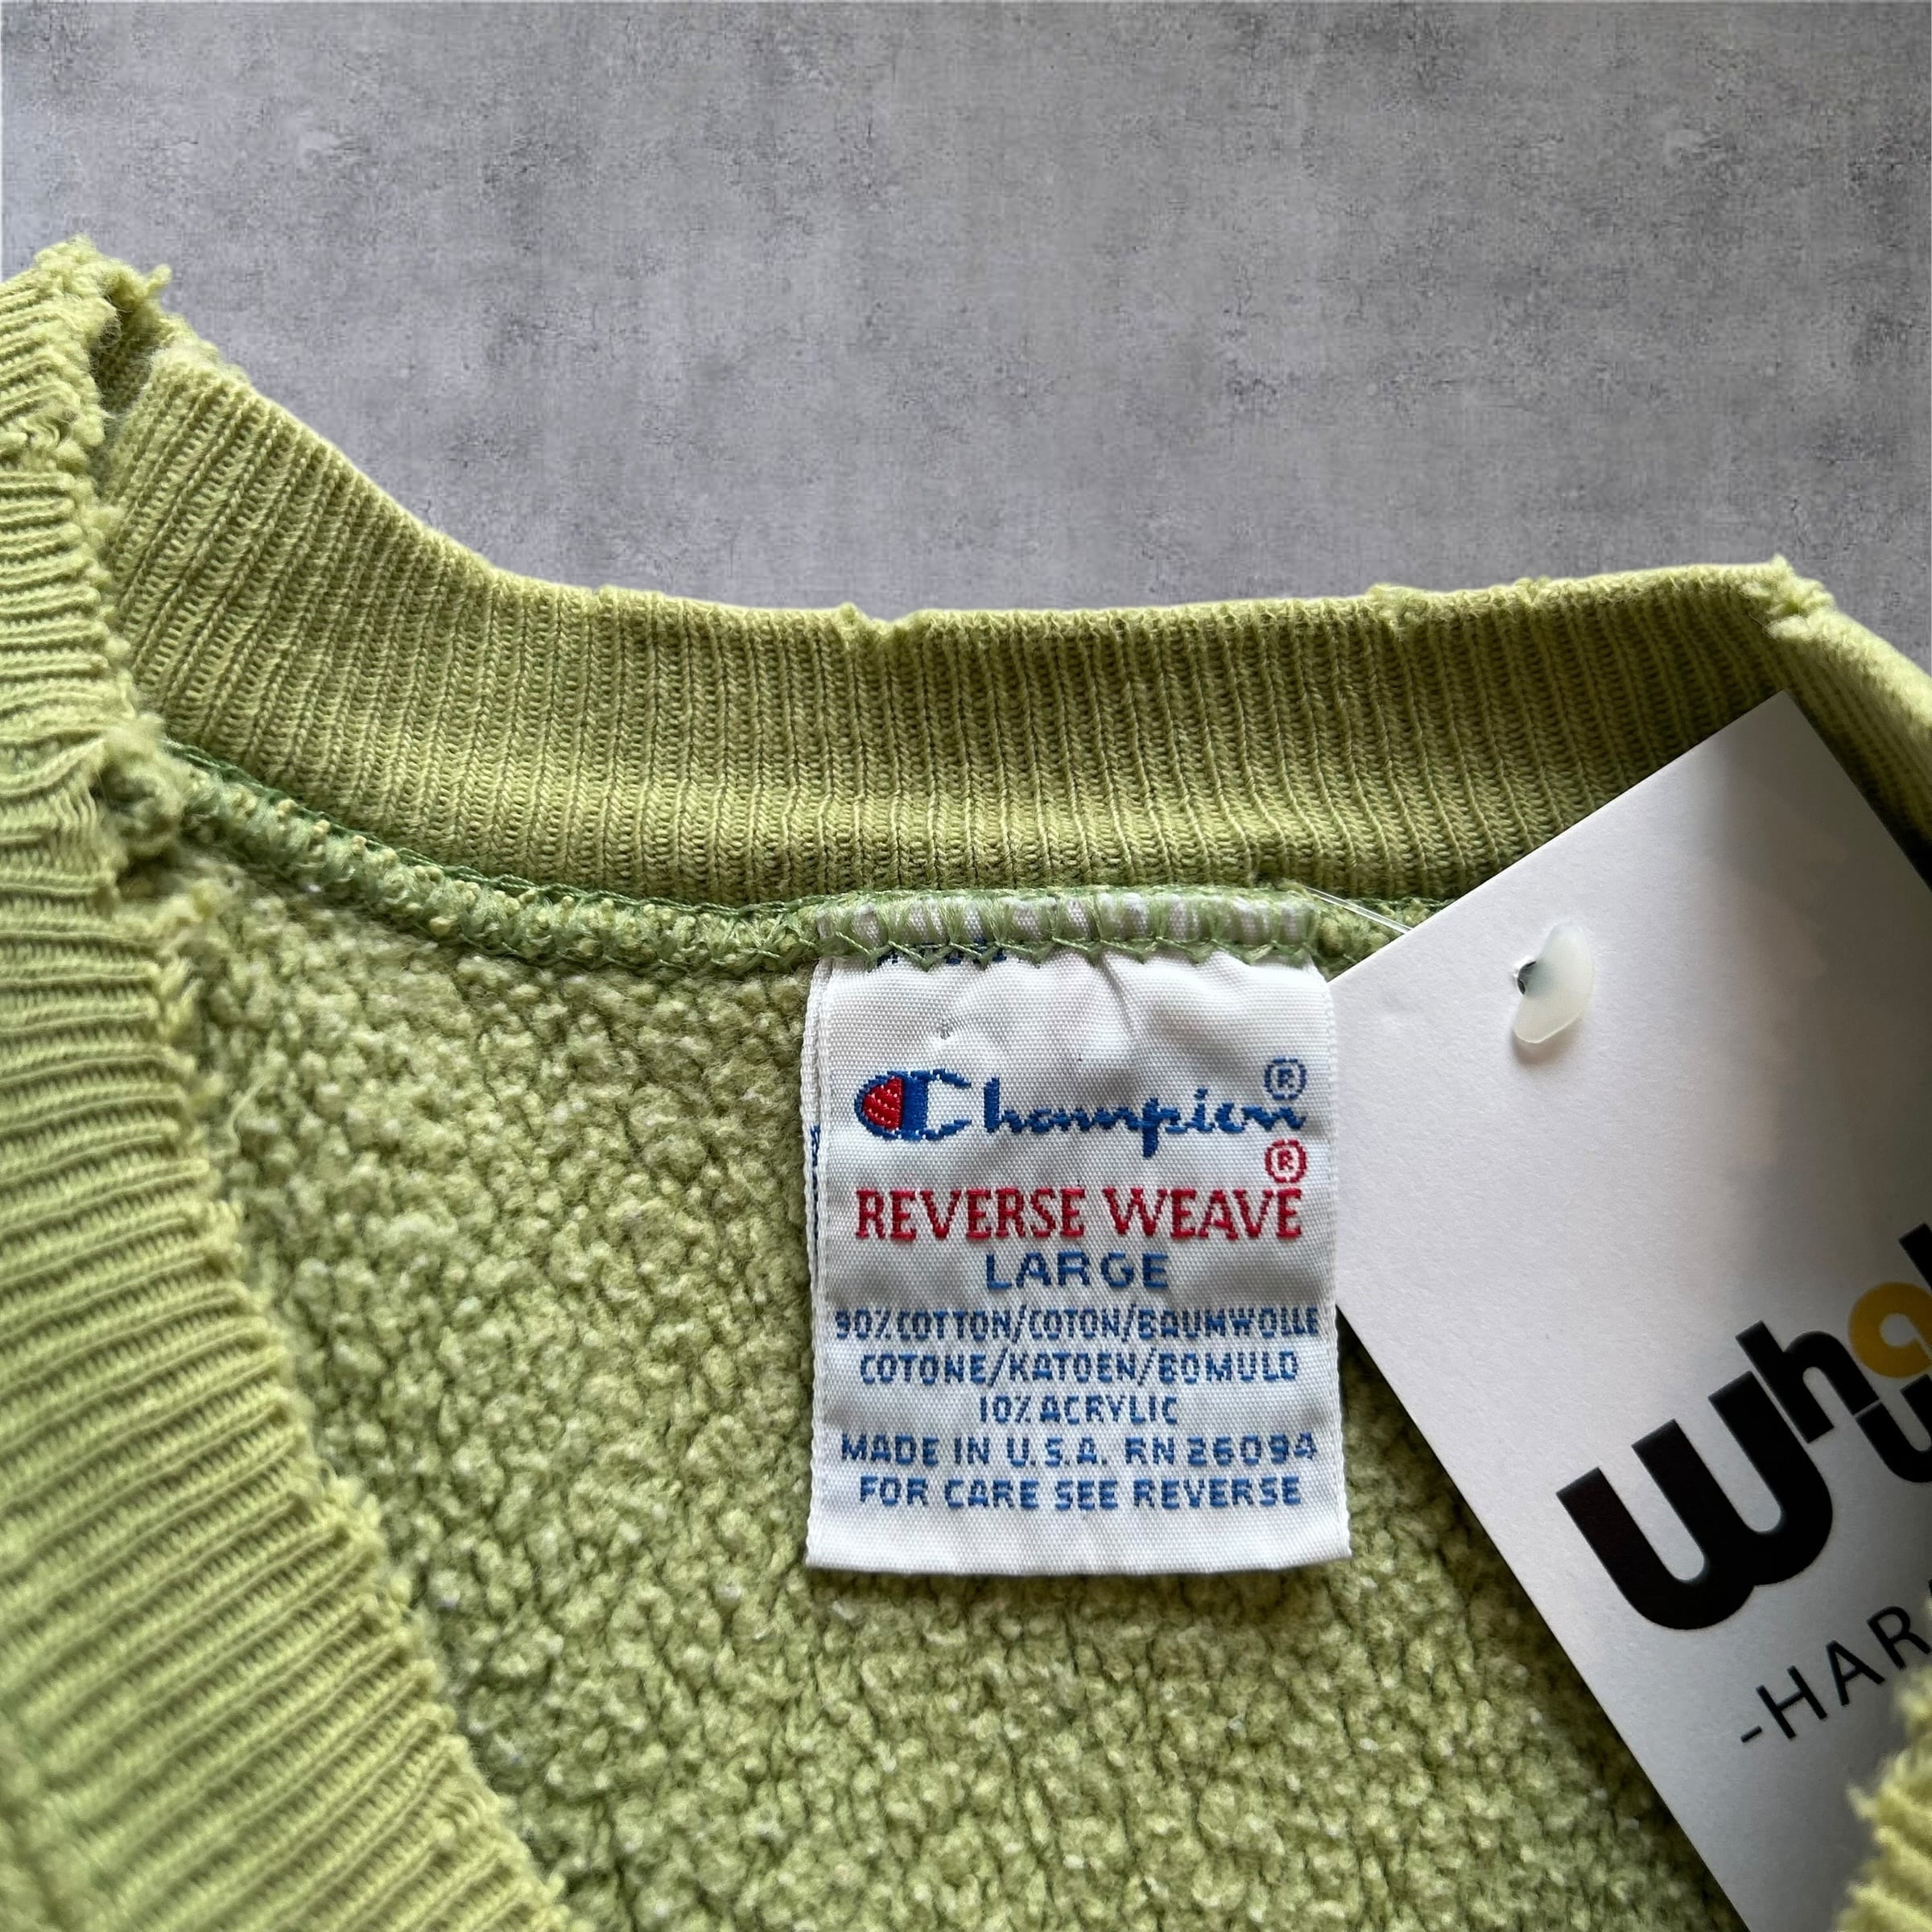 Champion®
REVERSE WEAVE®
LARGE
90% COTTON/COTON/BAUMWOLLE
COTONE/KATOEN/BOMULD
10% ACRYLIC
MADE IN U.S.A. RN 26094
FOR CARE SEE REVERSE